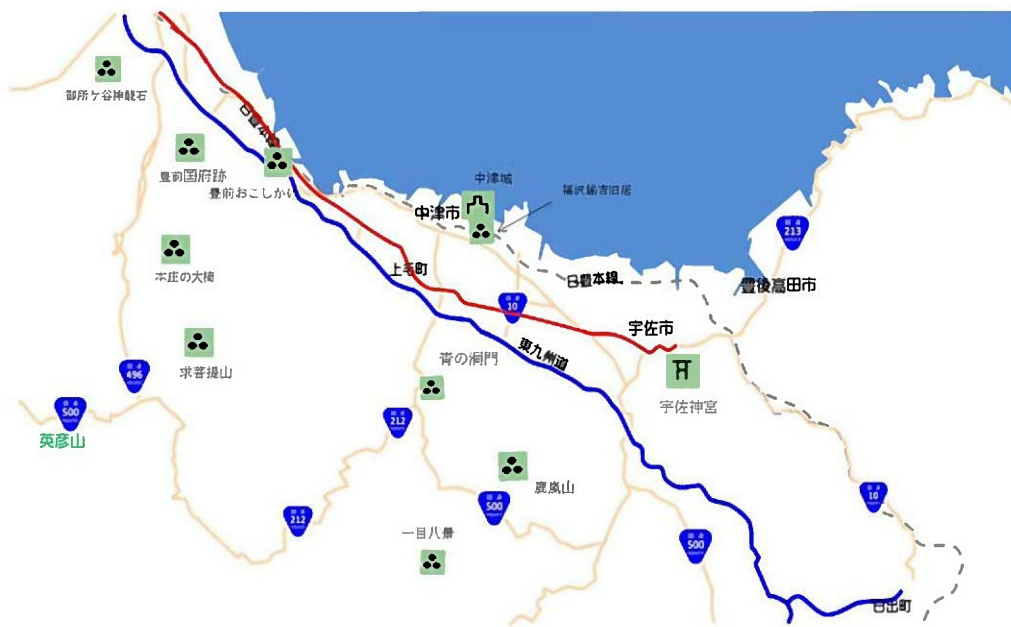 御所ケ谷神籠石
日豊本線
豊前国府跡
豊前おこしかけ
中津城
福沢諭吉旧居
中津市
213
本庄の大楠
上毛町
日豊本線
豊後高田市
10
宇佐市
求菩提山
青の洞門
東九州道
496
宇佐神宮
500
212
英彦山
鹿嵐山
500
10
212
一目八景
500
日出町